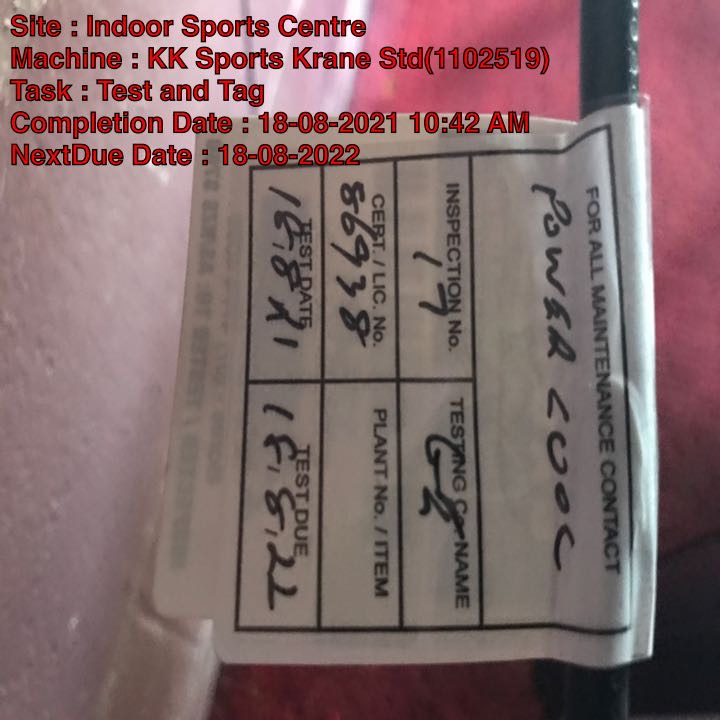 Site : Indoor Sports Centre
Machine : KK Sports Krane Std(1102519)
Task : Test and Tag
Completion Date : 18-08-2021 10:42 AM
NextDue Date : 18-08-2022
FOR ALL MAINTENANCE CONTACT
POWER COOL
INSPECTION No.
17
TESTING Co NAME
CERT. / LIC. No.
86938
PLANT No. / ITEM
TEST DATE
18.8.21
TEST DUE
18.8.22